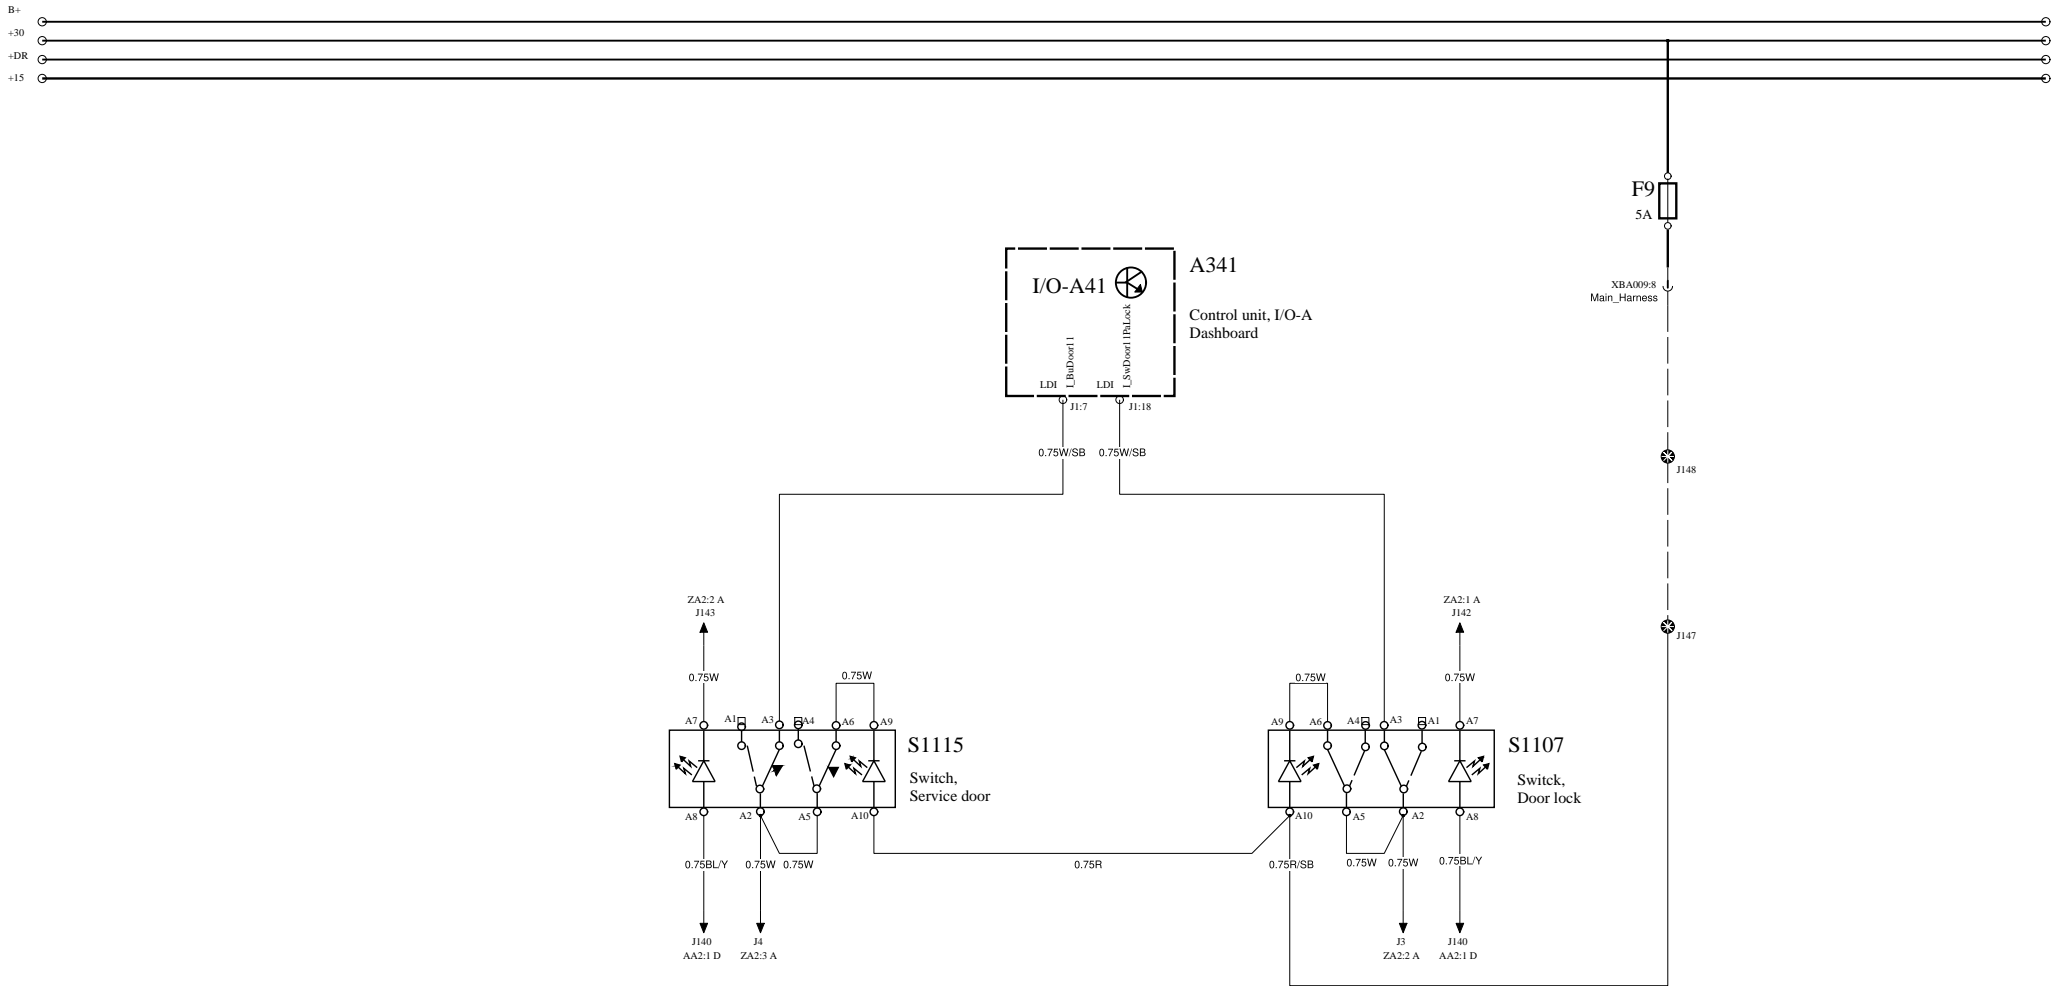 B+
+30
+DR
+15
F9
5A
XBA009:8
Main_Harness
A341
I/O-A41
Control unit, I/O-A
Dashboard
I_BuDoor11
I_SwDoor11PaLock
LDI
LDI
J1:7
J1:18
0.75W/SB
0.75W/SB
J148
J147
ZA2:2 A
J143
ZA2:1 A
J142
0.75W
0.75W
0.75W
0.75W
A7
A1
A3
A4
A6
A9
A9
A6
A4
A3
A1
A7
S1115
Switch,
Service door
S1107
Switck,
Door lock
A8
A2
A5
A10
A10
A5
A2
A8
0.75BL/Y
0.75W
0.75W
0.75R
0.75R/SB
0.75W
0.75W
0.75BL/Y
J140
AA2:1 D
J4
ZA2:3 A
J3
ZA2:2 A
J140
AA2:1 D